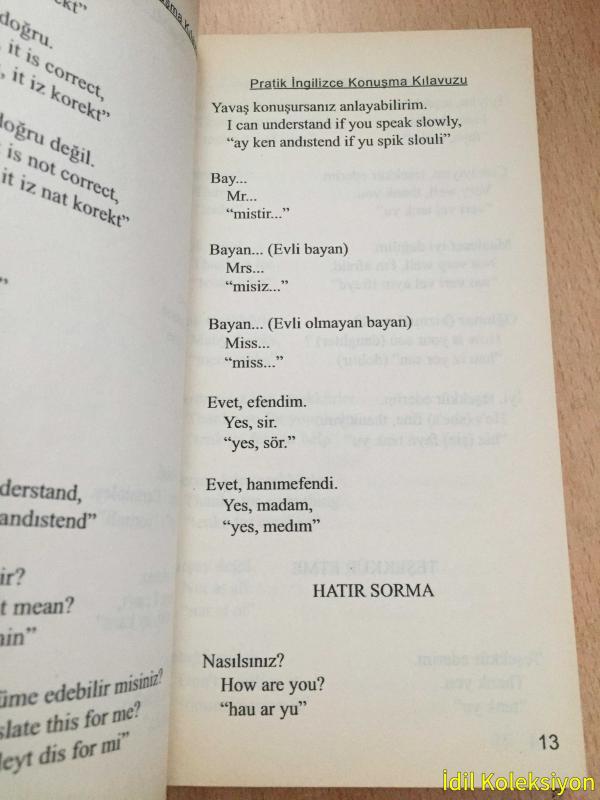 doğru.
it is correct,
it iz korekt”
doğru değil.
is not correct,
it iz nat korekt”
derstand,
andıstend”
ir?
t mean?
üme edebilir misiniz?
slate this for me?
leyt dis for mi”
Pratik İngilizce Konuşma Kılavuzu
Yavaş konuşursanız anlayabilirim.
I can understand if you speak slowly,
“ay ken andıstend if yu spik slouli”
Bay...
Mr...
“mistir...”
Bayan... (Evli bayan)
Mrs...
“misiz...”
Bayan... (Evli olmayan bayan)
Miss...
“miss...”
Evet, efendim.
Yes, sir.
“yes, sör.”
Evet, hanımefendi.
Yes, madam,
“yes, medım”
HATIR SORMA
Nasılsınız?
How are you?
“hau ar yu”
13
İdil Koleksiyon